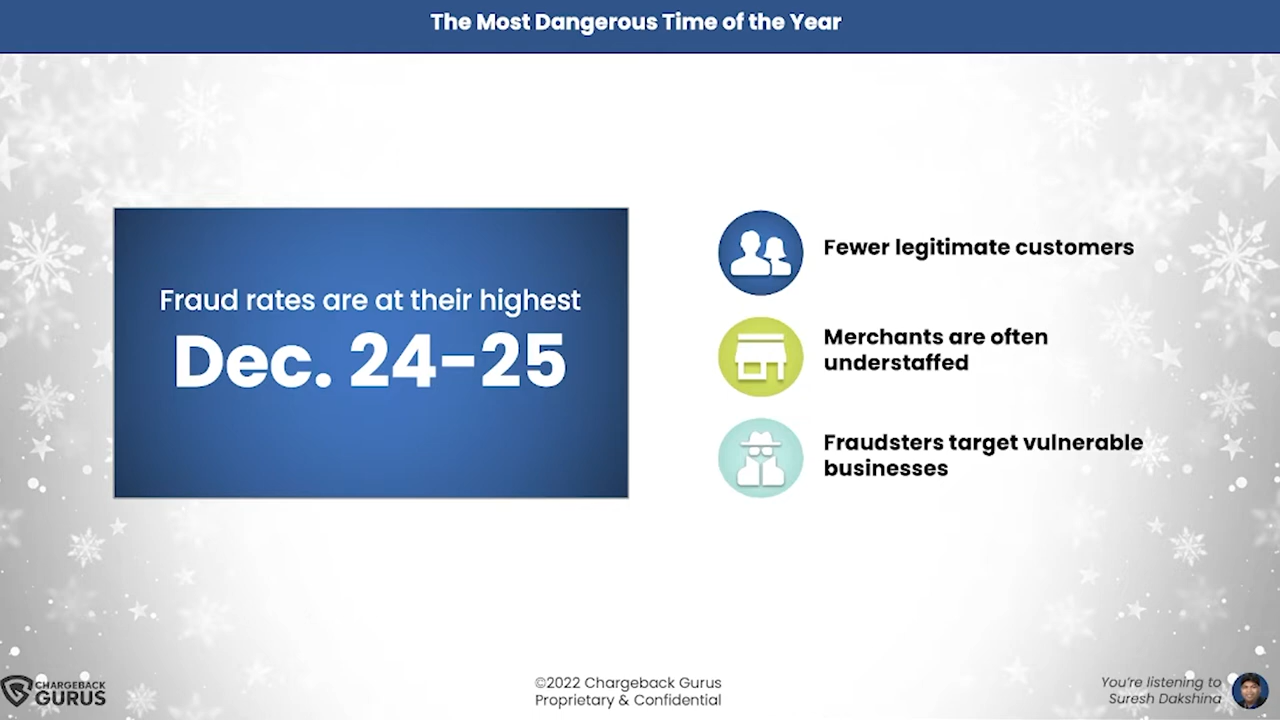 The Most Dangerous Time of the Year
Fraud rates are at their highest
Dec. 24-25
Fewer legitimate customers
Merchants are often
understaffed
Fraudsters target vulnerable
businesses
CHARGEBACK
GURUS
©2022 Chargeback Gurus
Proprietary & Confidential
You're listening to
Suresh Dakshina